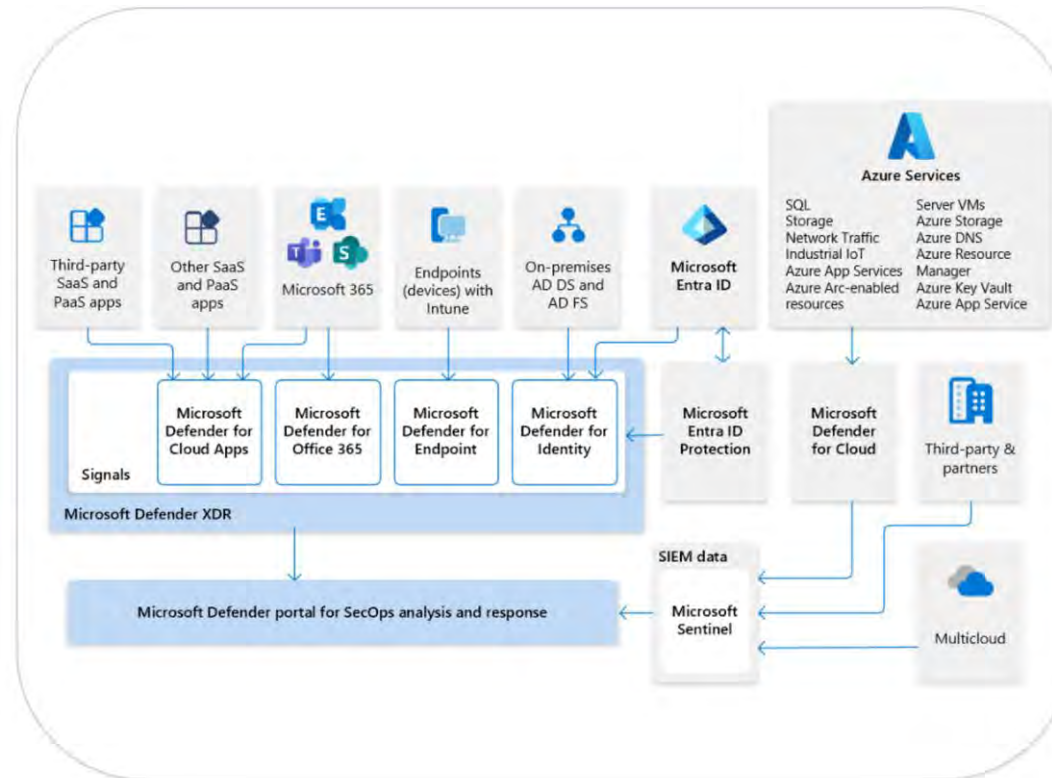 Azure Services
SQL
Storage
Network Traffic
Industrial IoT
Azure App Services
Azure Arc-enabled
resources
Server VMs
Azure Storage
Azure DNS
Azure Resource
Manager
Azure Key Vault
Azure App Service
Third-party
SaaS and
PaaS apps
Other SaaS
and PaaS
apps
E
T
S
Microsoft 365
Endpoints
(devices) with
Intune
On-premises
AD DS and
AD FS
Microsoft
Entra ID
Signals
Microsoft
Defender for
Cloud Apps
Microsoft
Defender for
Office 365
Microsoft
Defender for
Endpoint
Microsoft
Defender for
Identity
Microsoft Defender XDR
Microsoft
Entra ID
Protection
Microsoft
Defender
for Cloud
Third-party &
partners
Microsoft Defender portal for SecOps analysis and response
SIEM data
Microsoft
Sentinel
Multicloud